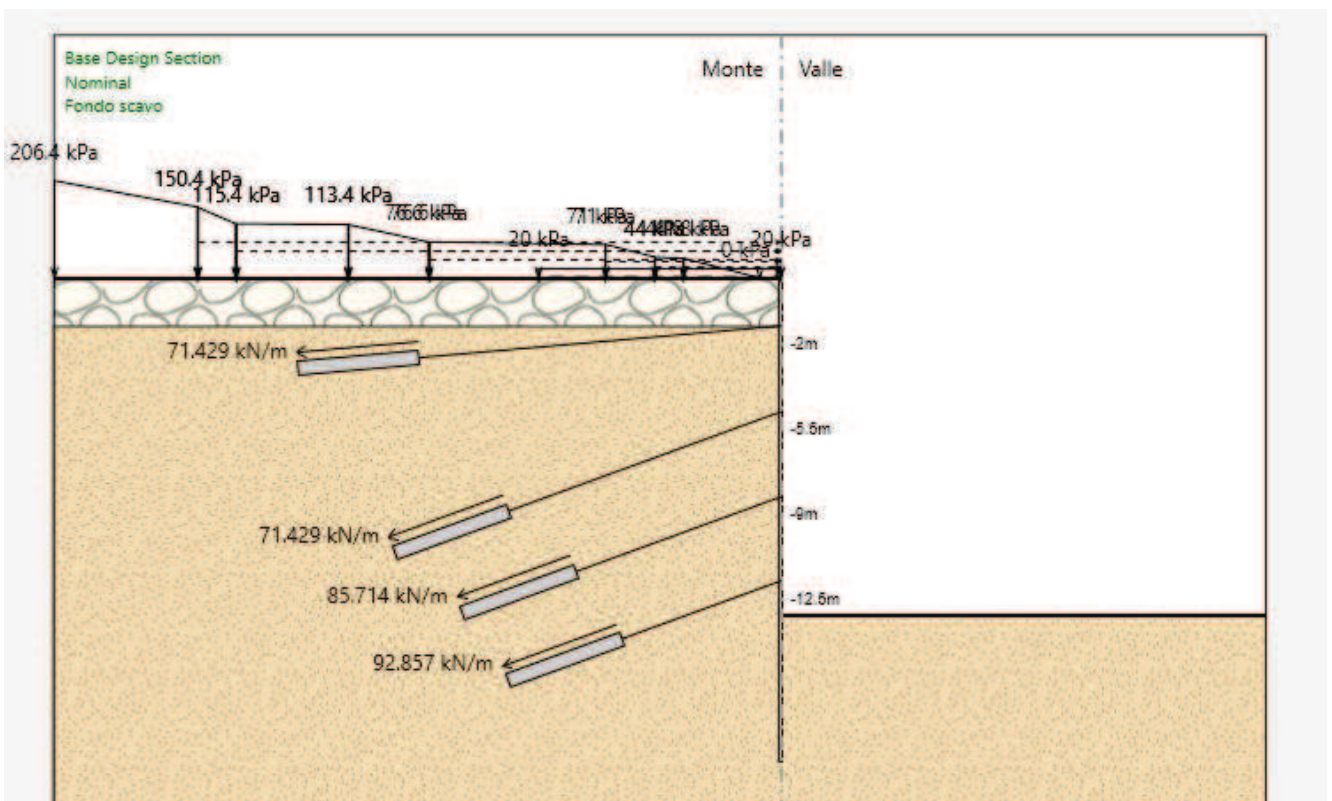 Base Design Section
Nominal
Fondo scavo
Monte
Valle
206.4 kPa
150.4 kPa
115.4 kPa
113.4 kPa
20 kPa
20 kPa
0 kPa
-2m
71.429 kN/m
-5.5m
71.429 kN/m
-9m
85.714 kN/m
-12.5m
92.857 kN/m